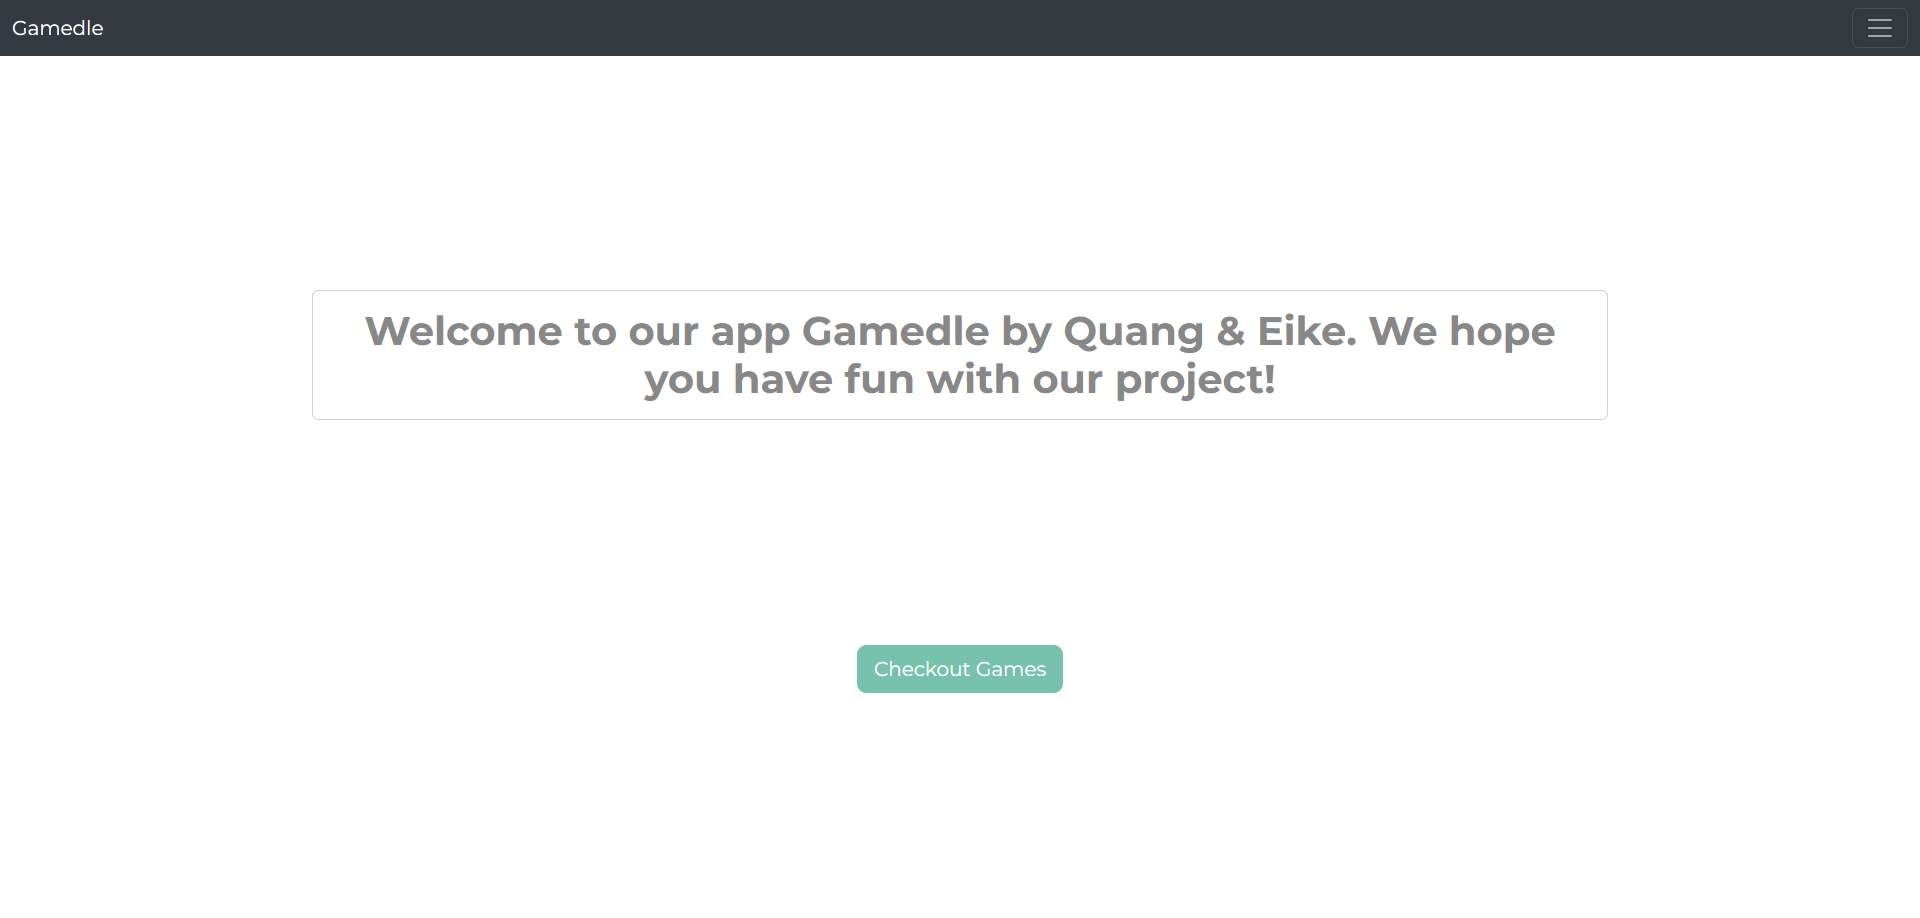 Gamedle
Welcome to our app Gamedle by Quang & Eike. We hope
you have fun with our project!
Checkout Games